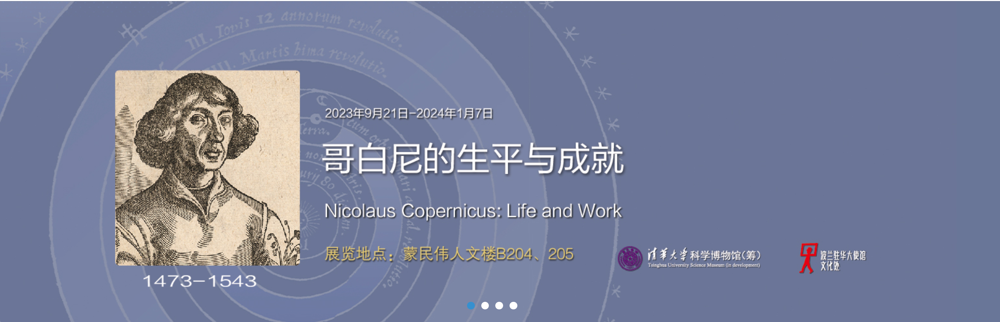 III. Iovis 12 annorum revolutio.
Martis bima revolutio.
2023年9月21日-2024年1月7日
Terra.
cum orbe
哥白尼的生平与成就
80
Nicolaus Copernicus: Life and Work
展览地点：蒙民伟人文楼B204、205
清华大学科学博物馆（筹）
Tsinghua University Science Museum (in development)
波兰驻华大使馆
文化处
1473-1543